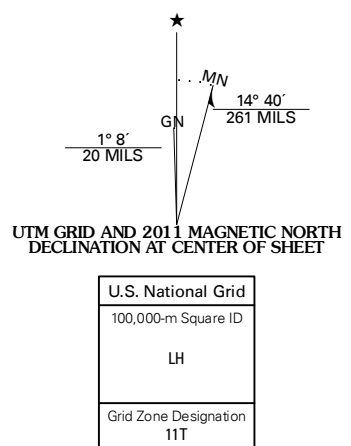 MN
GN
14° 40´
261 MILS
1° 8´
20 MILS
UTM GRID AND 2011 MAGNETIC NORTH
DECLINATION AT CENTER OF SHEET
U.S. National Grid
100,000-m Square ID
LH
Grid Zone Designation
11T